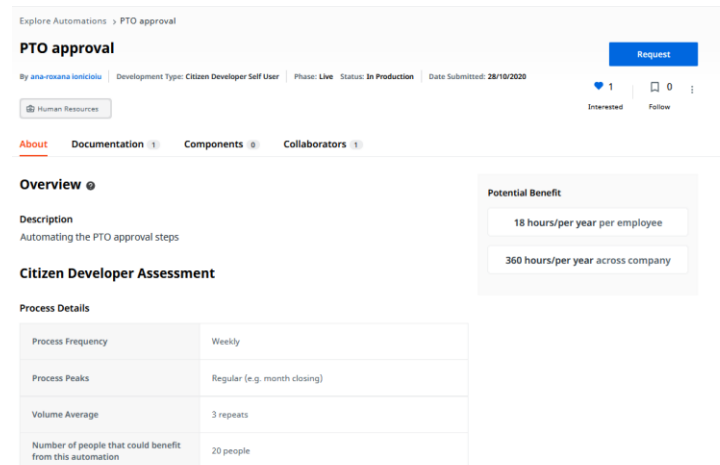 Explore Automations > PTO approval
PTO approval
Request
By ana-roxana ionicioiu Development Type: Citizen Developer Self User Phase: Live Status: In Production Date Submitted: 28/10/2020
1 0
Interested Follow
Human Resources
About Documentation 1 Components 0 Collaborators 1
Overview
Potential Benefit
Description
18 hours/per year per employee
Automating the PTO approval steps
360 hours/per year across company
Citizen Developer Assessment
Process Details
Process Frequency Weekly
Process Peaks Regular (e.g. month closing)
Volume Average 3 repeats
Number of people that could benefit
from this automation 20 people